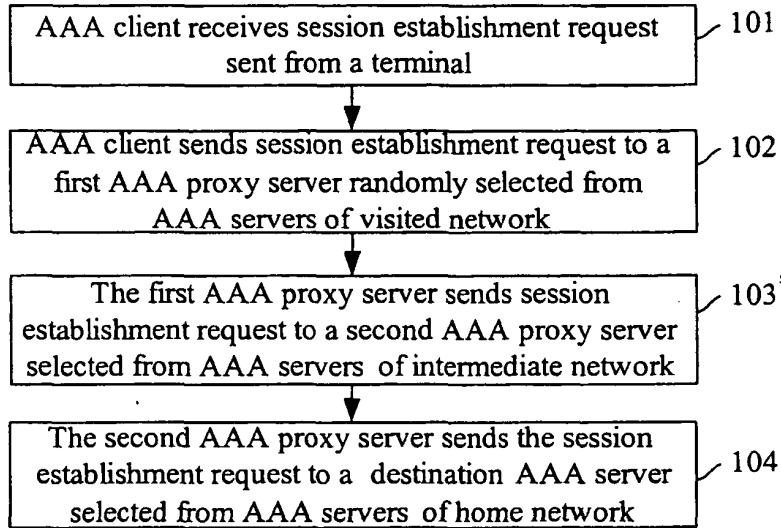 AAA client receives session establishment request
sent from a terminal
101
AAA client sends session establishment request to a
first AAA proxy server randomly selected from
AAA servers of visited network
102
The first AAA proxy server sends session
establishment request to a second AAA proxy server
selected from AAA servers of intermediate network
103
The second AAA proxy server sends the session
establishment request to a destination AAA server
selected from AAA servers of home network
104